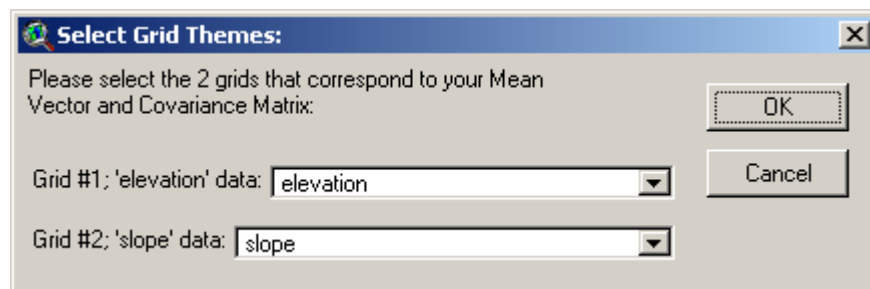 Select Grid Themes:
Please select the 2 grids that correspond to your Mean
Vector and Covariance Matrix:
OK
Grid #1; 'elevation' data: elevation
Cancel
Grid #2; 'slope' data: slope